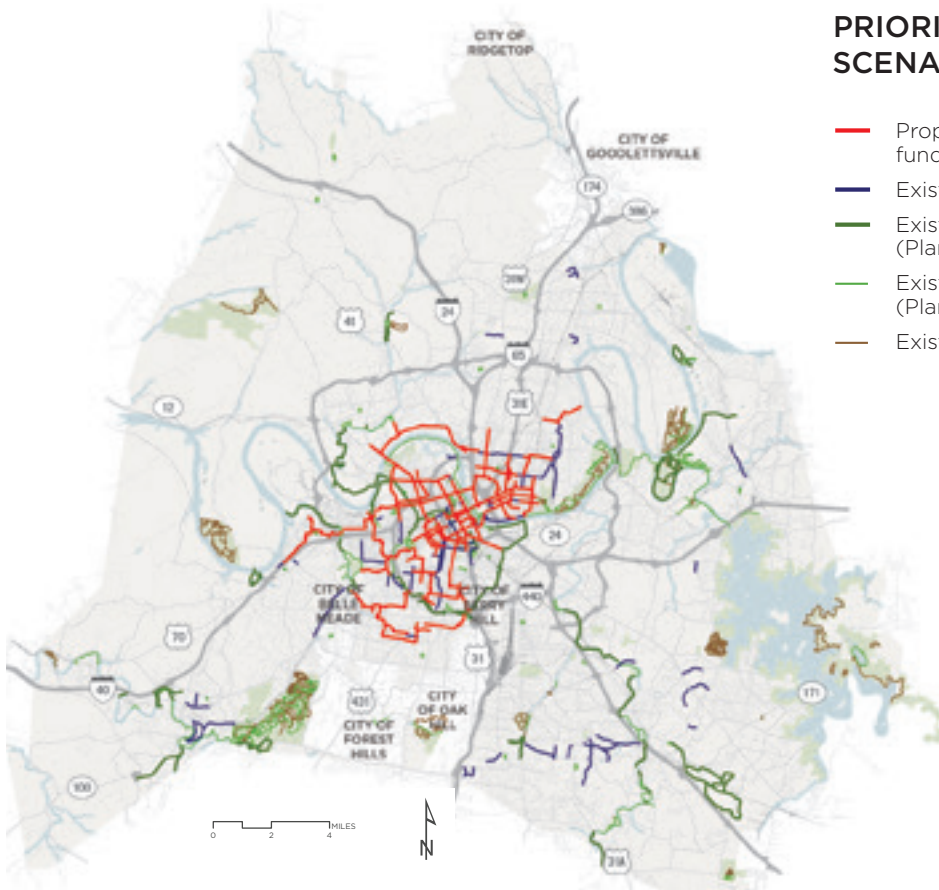 PRIORI
SCENA
Prop
func
Exist
Exist
(Plar
Exist
(Plar
Exist
CITY OF
RIDGETOP
CITY OF
GOODLETTSVILLE
174
386
31W
24
41
65
31E
12
24
CITY OF
BELLE
MEADE
CITY OF
BERRY
HILL
440
70
31
40
431
CITY
OF OAK
HILL
171
CITY OF
FOREST
HILLS
100
31A
MILES
0 2 4
N